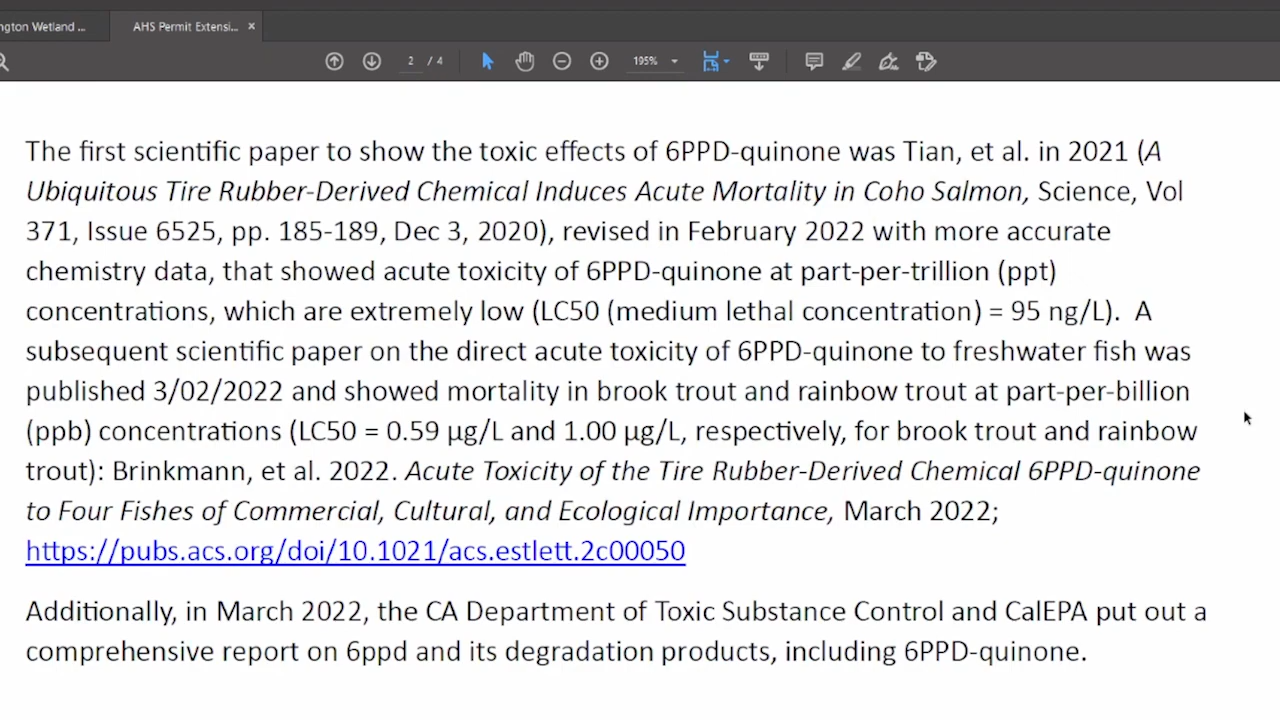 ngton Wetland ...
AHS Permit Extensi... ×
2 / 4
195%
The first scientific paper to show the toxic effects of 6PPD-quinone was Tian, et al. in 2021 (A
Ubiquitous Tire Rubber-Derived Chemical Induces Acute Mortality in Coho Salmon, Science, Vol
371, Issue 6525, pp. 185-189, Dec 3, 2020), revised in February 2022 with more accurate
chemistry data, that showed acute toxicity of 6PPD-quinone at part-per-trillion (ppt)
concentrations, which are extremely low (LC50 (medium lethal concentration) = 95 ng/L).  A
subsequent scientific paper on the direct acute toxicity of 6PPD-quinone to freshwater fish was
published 3/02/2022 and showed mortality in brook trout and rainbow trout at part-per-billion
(ppb) concentrations (LC50 = 0.59 µg/L and 1.00 µg/L, respectively, for brook trout and rainbow
trout): Brinkmann, et al. 2022. Acute Toxicity of the Tire Rubber-Derived Chemical 6PPD-quinone
to Four Fishes of Commercial, Cultural, and Ecological Importance, March 2022;
https://pubs.acs.org/doi/10.1021/acs.estlett.2c00050
Additionally, in March 2022, the CA Department of Toxic Substance Control and CalEPA put out a
comprehensive report on 6ppd and its degradation products, including 6PPD-quinone.